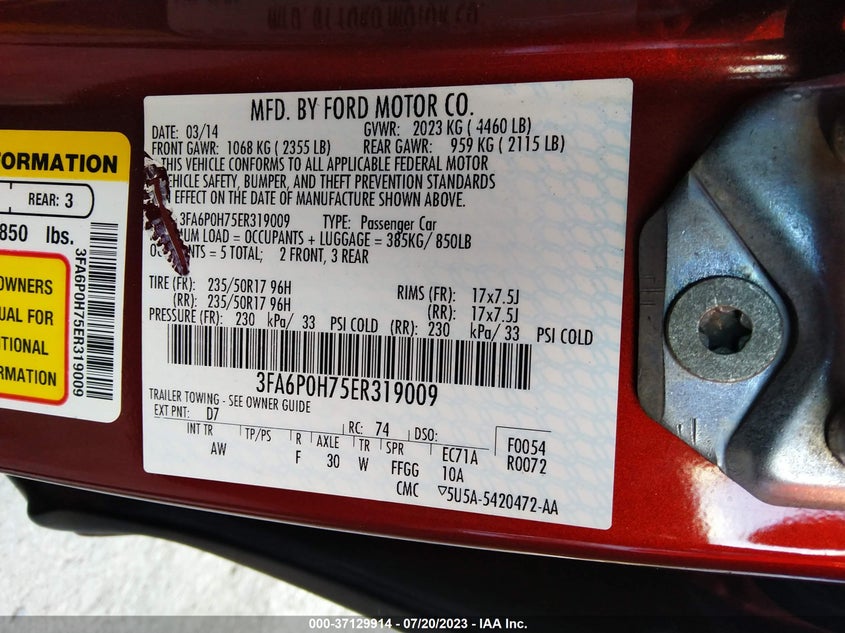 MFD. BY FORD MOTOR CO.
DATE: 03/14 GVWR: 2023 KG ( 4460 LB)
FRONT GAWR: 1068 KG ( 2355 LB) REAR GAWR: 959 KG ( 2115 LB)
THIS VEHICLE CONFORMS TO ALL APPLICABLE FEDERAL MOTOR
VEHICLE SAFETY, BUMPER, AND THEFT PREVENTION STANDARDS
EFFECT ON THE DATE OF MANUFACTURE SHOWN ABOVE.
3FA6P0H75ER319009 TYPE: Passenger Car
LOAD = OCCUPANTS + LUGGAGE = 385KG/ 850LB
= 5 TOTAL; 2 FRONT, 3 REAR
TIRE (FR): 235/50R17 96H RIMS (FR): 17x7.5J
(RR): 235/50R17 96H (RR): 17x7.5J
PRESSURE (FR): 230 kPa/ 33 PSI COLD (RR): 230 kPa/ 33 PSI COLD
3FA6P0H75ER319009
TRAILER TOWING - SEE OWNER GUIDE
EXT PNT: D7 RC: 74 DSO: F0054
INT TR TP/PS R AXLE TR SPR EC71A R0072
AW F 30 W FFGG 10A
CMC ▽5U5A-5420472-AA
FORMATION
REAR: 3
850 lbs.
OWNERS
UAL FOR
ITIONAL
ORMATION
3FA6P0H75ER319009
000-37129914 - 07/20/2023 - IAA Inc.